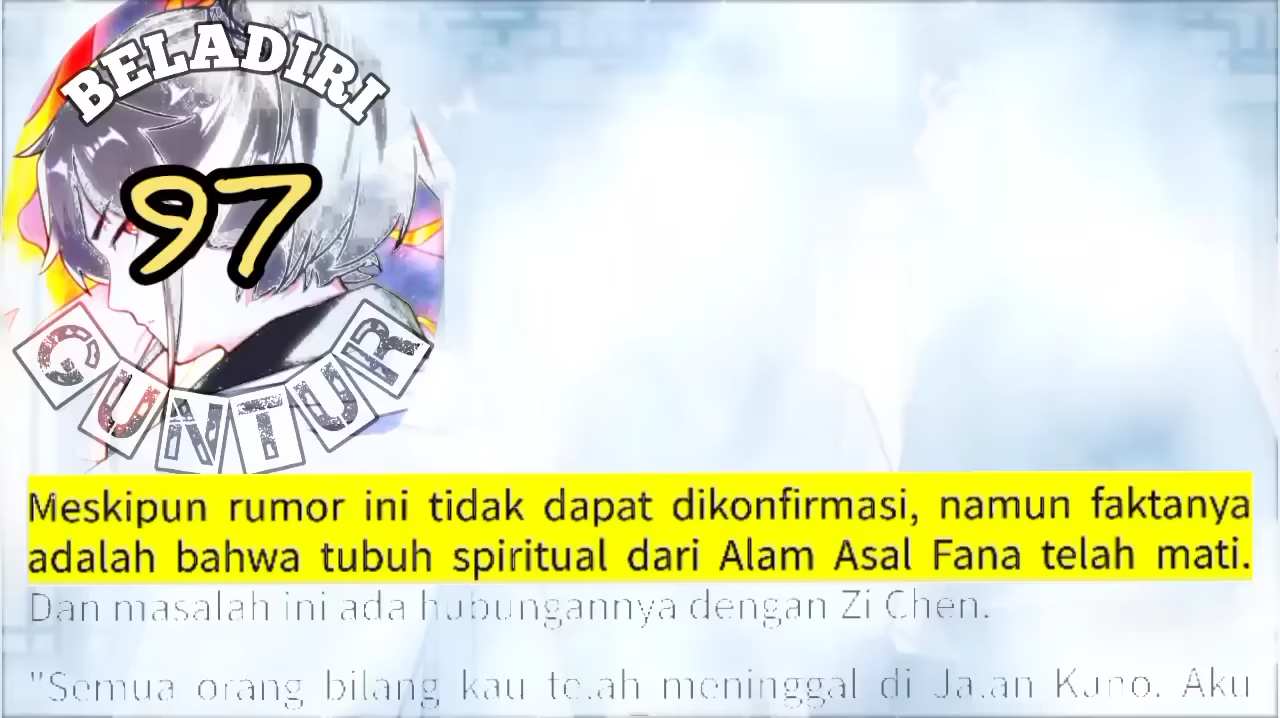 BELADIRI
97
GUNTUR
Meskipun rumor ini tidak dapat dikonfirmasi, namun faktanya
adalah bahwa tubuh spiritual dari Alam Asal Fana telah mati.
Dan masalah ini ada hubungannya dengan Zi Chen.
"Semua orang bilang kau telah meninggal di Jalan Kuno. Aku